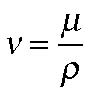 ν = μ/ρ